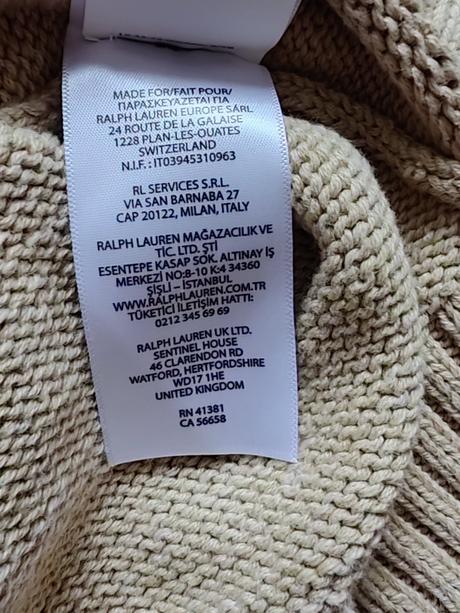 MADE FOR/FAIT POUR/
ΠΑΡΑΣΚΕΥΑΖΕΤΑΙ ΓΙΑ
RALPH LAUREN EUROPE SÀRL
24 ROUTE DE LA GALAISE
1228 PLAN-LES-OUATES
SWITZERLAND
N.I.F.: IT03945310963
RL SERVICES S.R.L.
VIA SAN BARNABA 27
CAP 20122, MILAN, ITALY
RALPH LAUREN MAĞAZACILIK VE
TİC. LTD. ŞTİ
ESENTEPE KASAP SOK. ALTINAY İŞ
MERKEZİ NO:8-10 K:4 34360
ŞİŞLİ – İSTANBUL
WWW.RALPHLAUREN.COM.TR
TÜKETİCİ İLETİŞİM HATTI:
0212 345 69 69
RALPH LAUREN UK LTD.
SENTINEL HOUSE
46 CLARENDON RD
WATFORD, HERTFORDSHIRE
WD17 1HE
UNITED KINGDOM
RN 41381
CA 56658